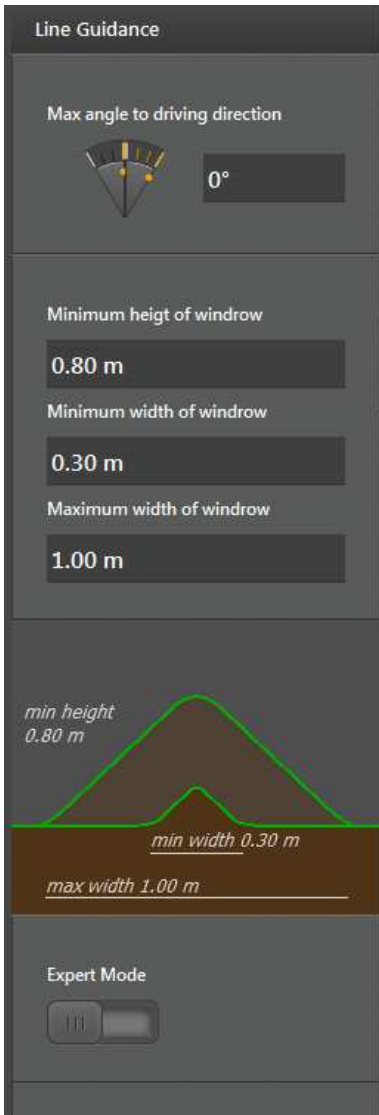 Line Guidance
Max angle to driving direction
0°
Minimum heigt of windrow
0.80 m
Minimum width of windrow
0.30 m
Maximum width of windrow
1.00 m
min height
0.80 m
min width 0.30 m
max width 1.00 m
Expert Mode